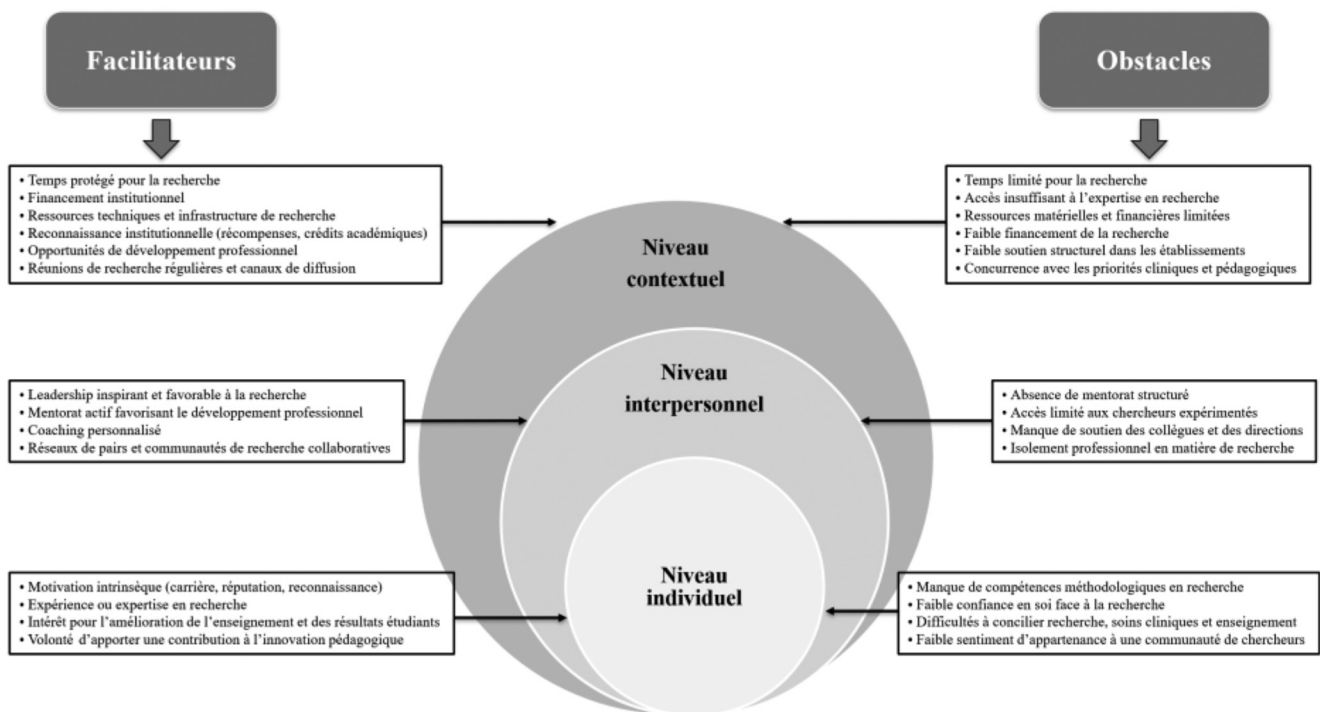 Facilitateurs
Obstacles
• Temps protégé pour la recherche
• Financement institutionnel
• Ressources techniques et infrastructure de recherche
• Reconnaissance institutionnelle (récompenses, crédits académiques)
• Opportunités de développement professionnel
• Réunions de recherche régulières et canaux de diffusion
• Temps limité pour la recherche
• Accès insuffisant à l’expertise en recherche
• Ressources matérielles et financières limitées
• Faible financement de la recherche
• Faible soutien structurel dans les établissements
• Concurrence avec les priorités cliniques et pédagogiques
Niveau
contextuel
• Leadership inspirant et favorable à la recherche
• Mentorat actif favorisant le développement professionnel
• Coaching personnalisé
• Réseaux de pairs et communautés de recherche collaboratives
Niveau
interpersonnel
• Absence de mentorat structuré
• Accès limité aux chercheurs expérimentés
• Manque de soutien des collègues et des directions
• Isolement professionnel en matière de recherche
• Motivation intrinsèque (carrière, réputation, reconnaissance)
• Expérience ou expertise en recherche
• Intérêt pour l’amélioration de l’enseignement et des résultats étudiants
• Volonté d’apporter une contribution à l’innovation pédagogique
Niveau
individuel
• Manque de compétences méthodologiques en recherche
• Faible confiance en soi face à la recherche
• Difficultés à concilier recherche, soins cliniques et enseignement
• Faible sentiment d’appartenance à une communauté de chercheurs